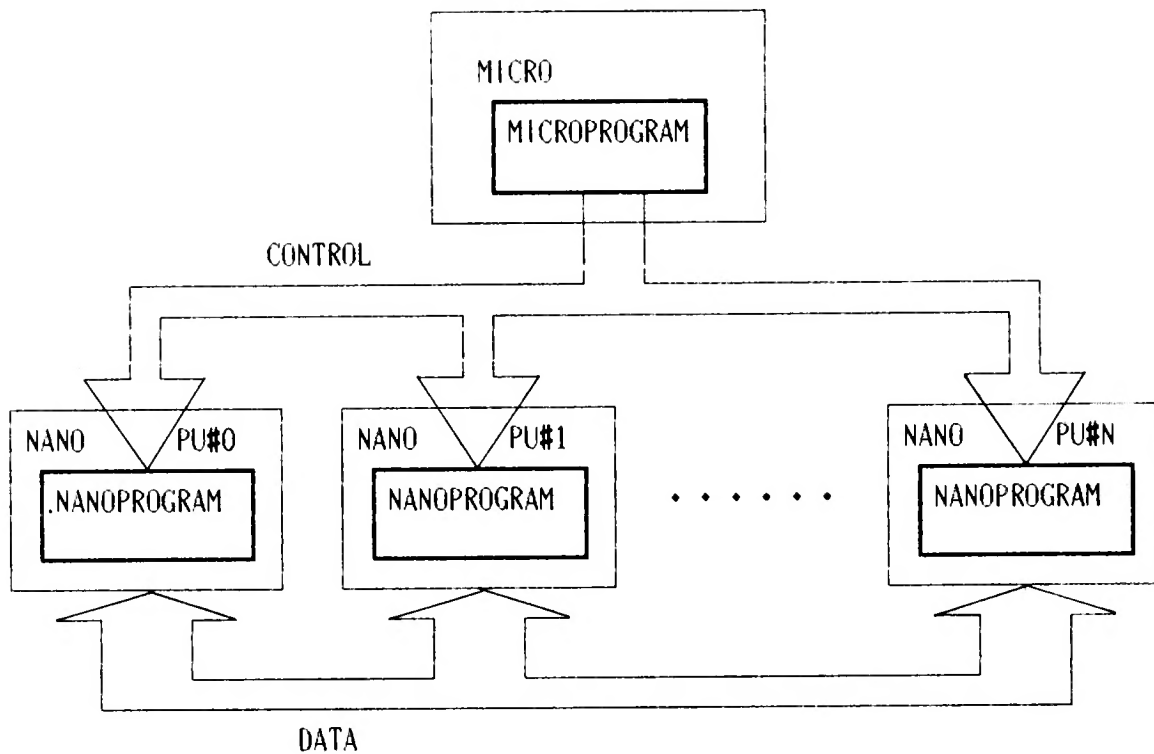 MICRO
MICROPROGRAM
CONTROL
NANO PU#0
.NANOPROGRAM
NANO PU#1
NANOPROGRAM
NANO PU#N
NANOPROGRAM
DATA